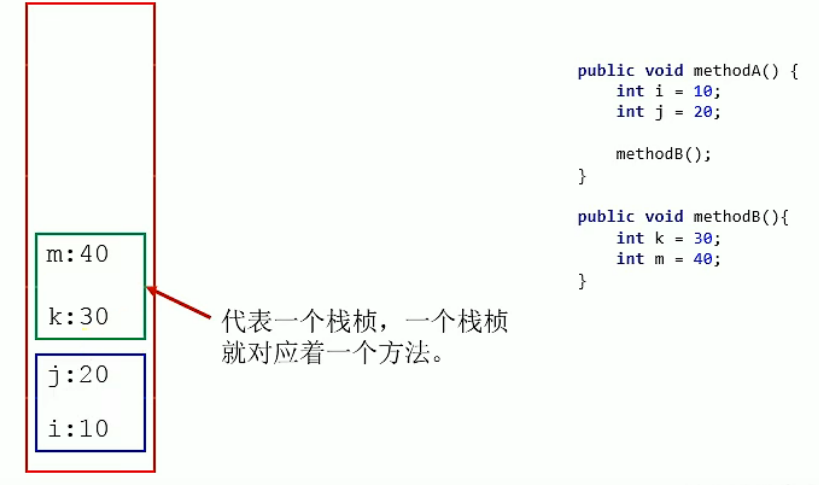 public void methodA() {
int i = 10;
int j = 20;
methodB();
}
public void methodB(){
int k = 30;
int m = 40;
}
m:40
k:30
j:20
i:10
代表一个栈桢，一个栈桢
就对应着一个方法。